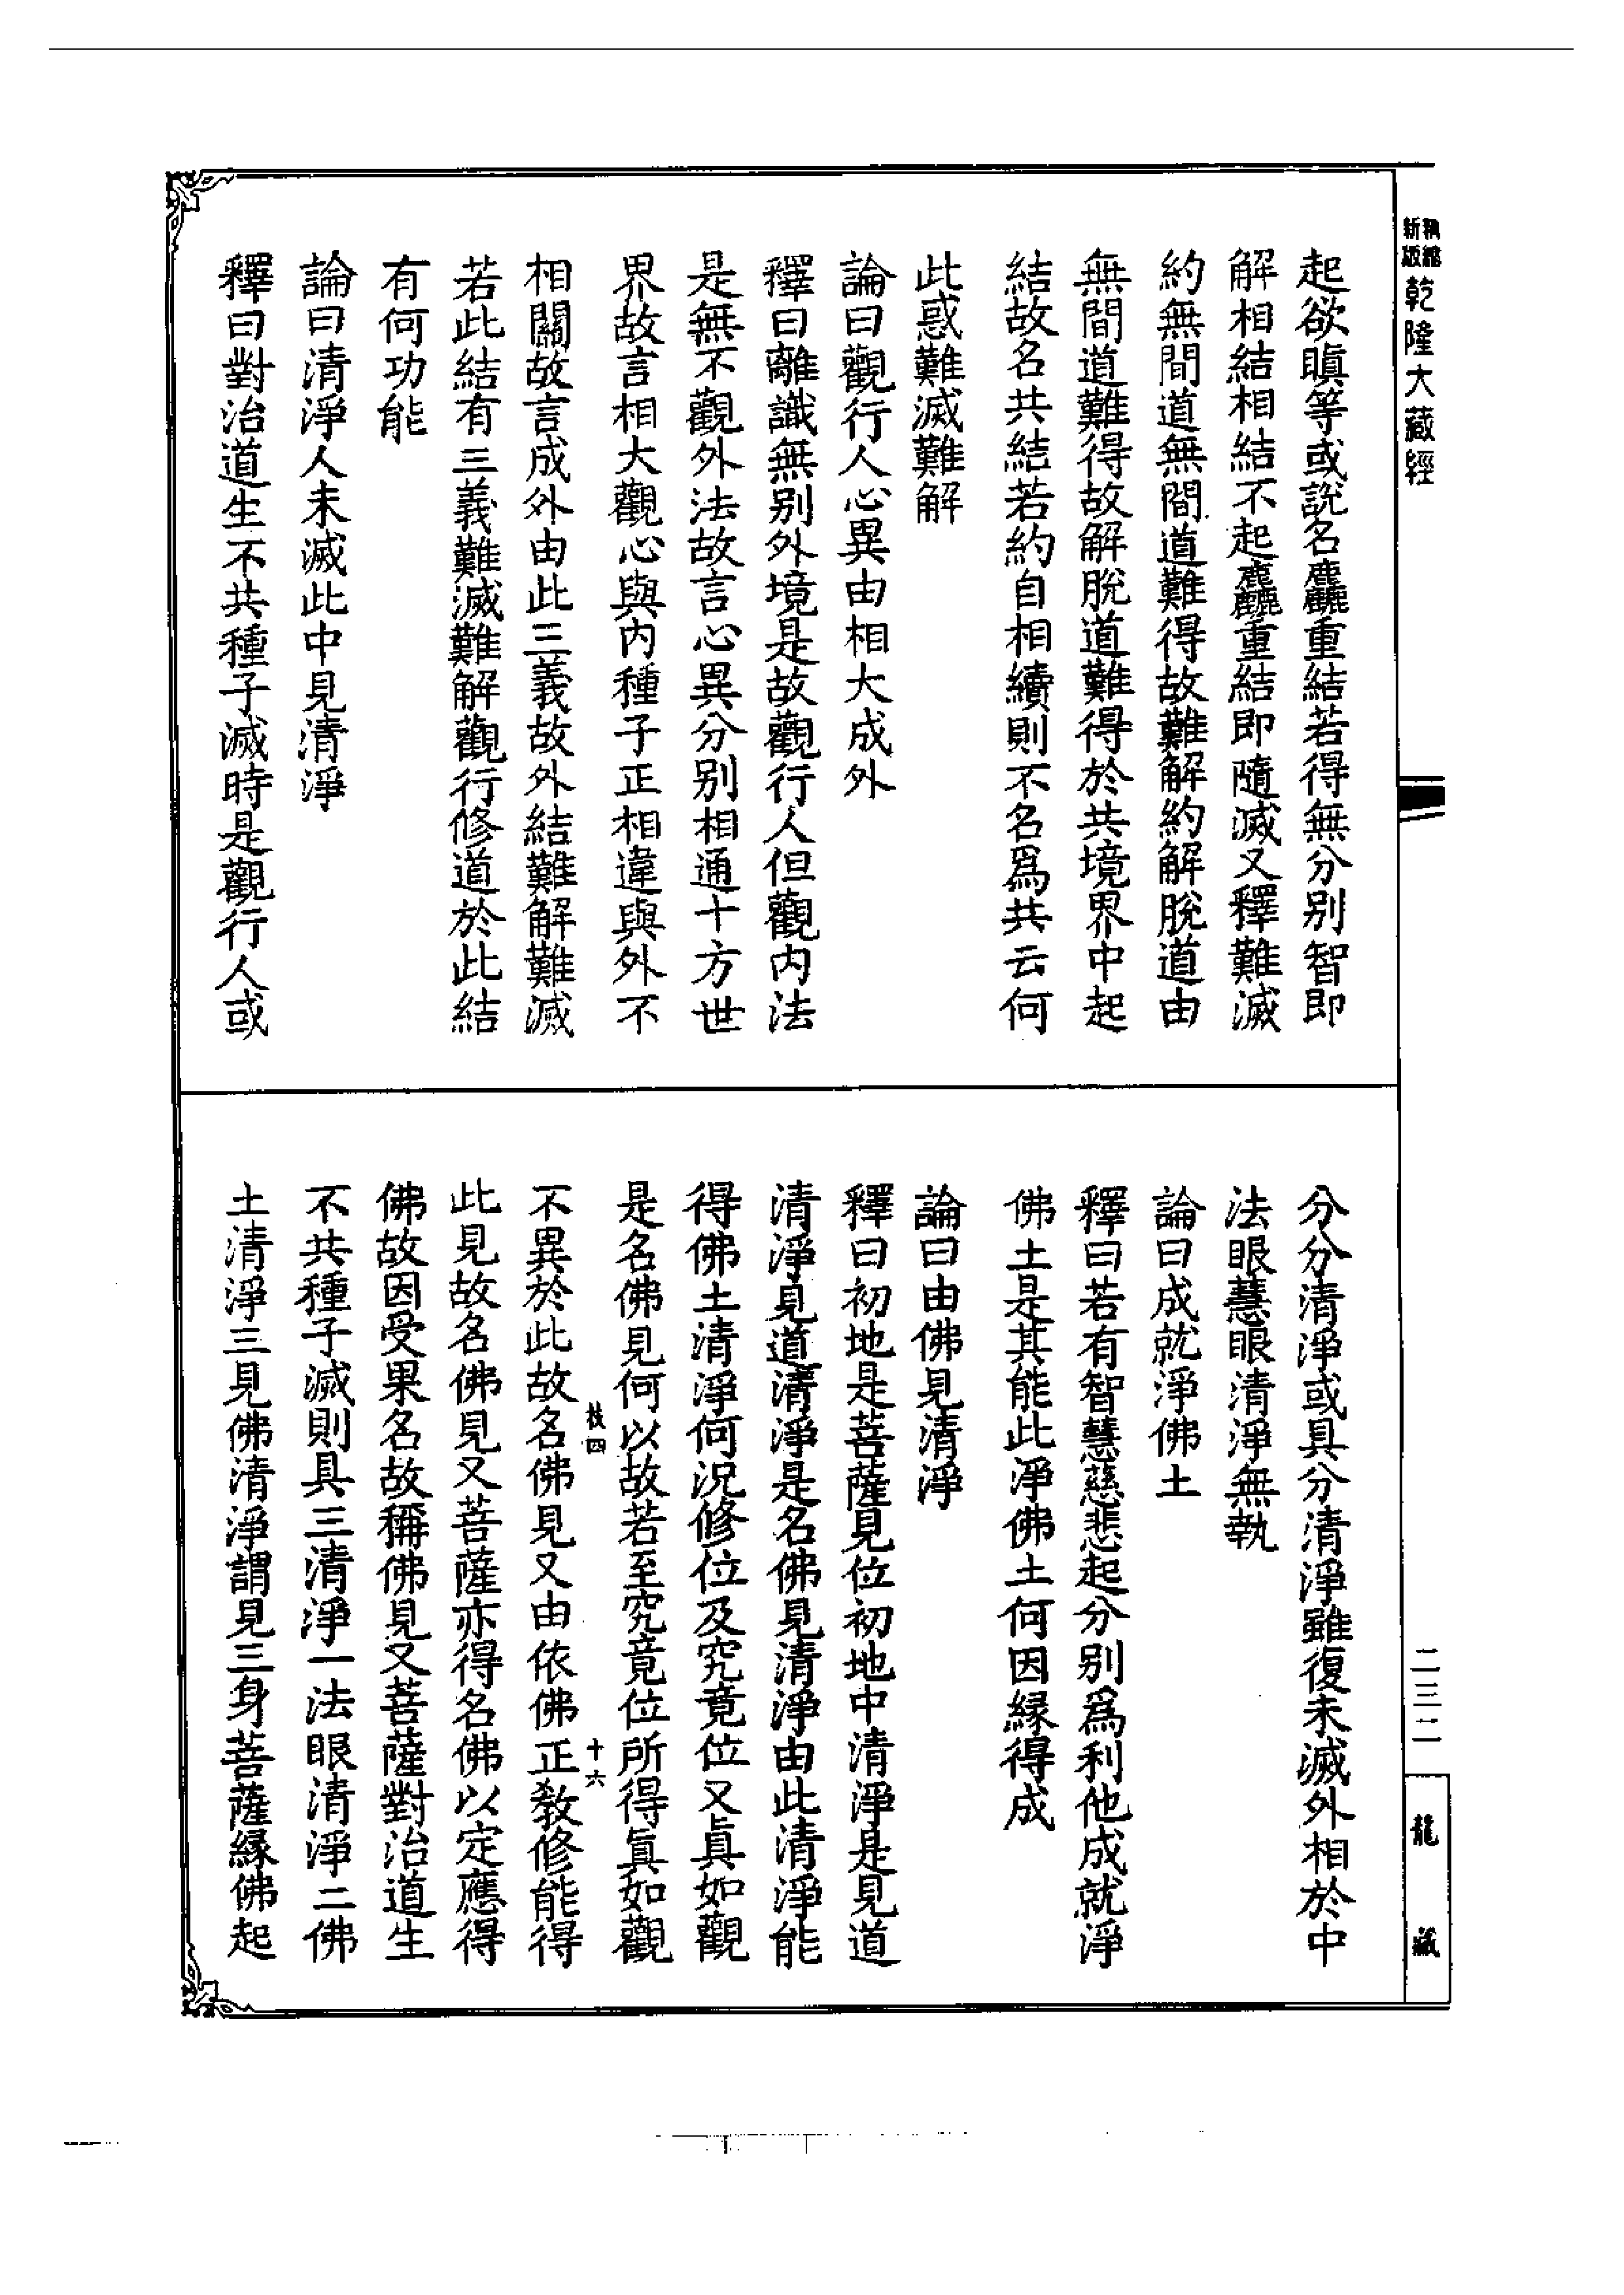 新版精縮
乾隆大藏經
起欲瞋等或說名麤重結若得無分別智即
解相結相結不起麤重結即隨滅又釋難滅
約無間道無間道難得故難解約解脫道由
無間道難得故解脫道難得於共境界中起
結故名共結若約自相續則不名爲共云何
此惑難滅難解
論曰觀行人心異由相大成外
釋曰離識無別外境是故觀行人但觀內法
是無不觀外法故言心異分別相通十方世
界故言相大觀心與內種子正相違與外不
相關故言成外由此三義故外結難解難滅
若此結有三義難滅難解觀行修道於此結
有何功能
論曰清淨人未滅此中見清淨
釋曰對治道生不共種子滅時是觀行人或
分分清淨或具分清淨雖復未滅外相於中
法眼慧眼清淨無執
論曰成就淨佛土
釋曰若有智慧慈悲起分別爲利他成就淨
佛土是其能此淨佛土何因緣得成
論曰由佛見清淨
釋曰初地是菩薩見位初地中清淨是見道
清淨見道清淨是名佛見清淨由此清淨能
得佛土清淨何況修位及究竟位又眞如觀
是名佛見何以故若至究竟位所得眞如觀
枝四
十六
不異於此故名佛見又由依佛正教修能得
此見故名佛見又菩薩亦得名佛以定應得
佛故因受果名故稱佛見又菩薩對治道生
不共種子滅則具三清淨一法眼清淨二佛
土清淨三見佛清淨謂見三身菩薩緣佛起
二三二
龍藏